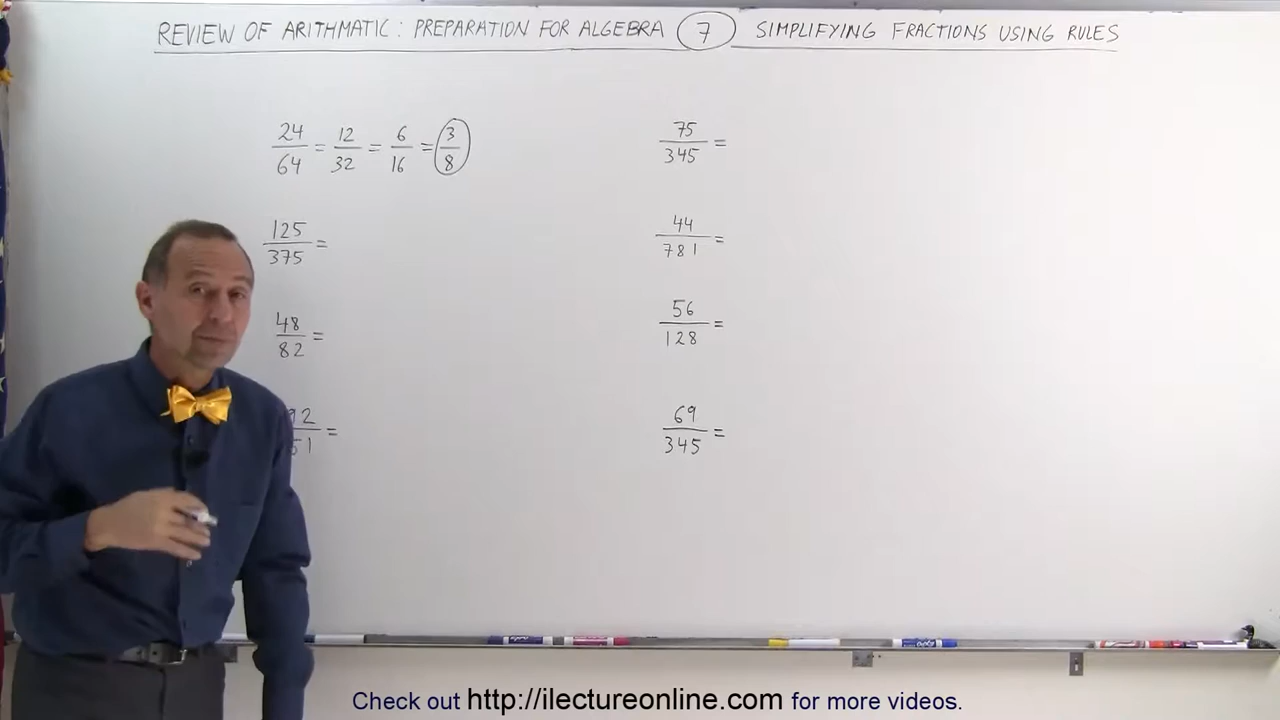 REVIEW OF ARITHMATIC: PREPARATION FOR ALGEBRA 7 SIMPLIFYING FRACTIONS USING RULES
24/64 = 12/32 = 6/16 = 3/8
75/345 =
125/375 =
44/781 =
48/82 =
56/128 =
92/51 =
69/345 =
Check out http://ilectureonline.com for more videos.